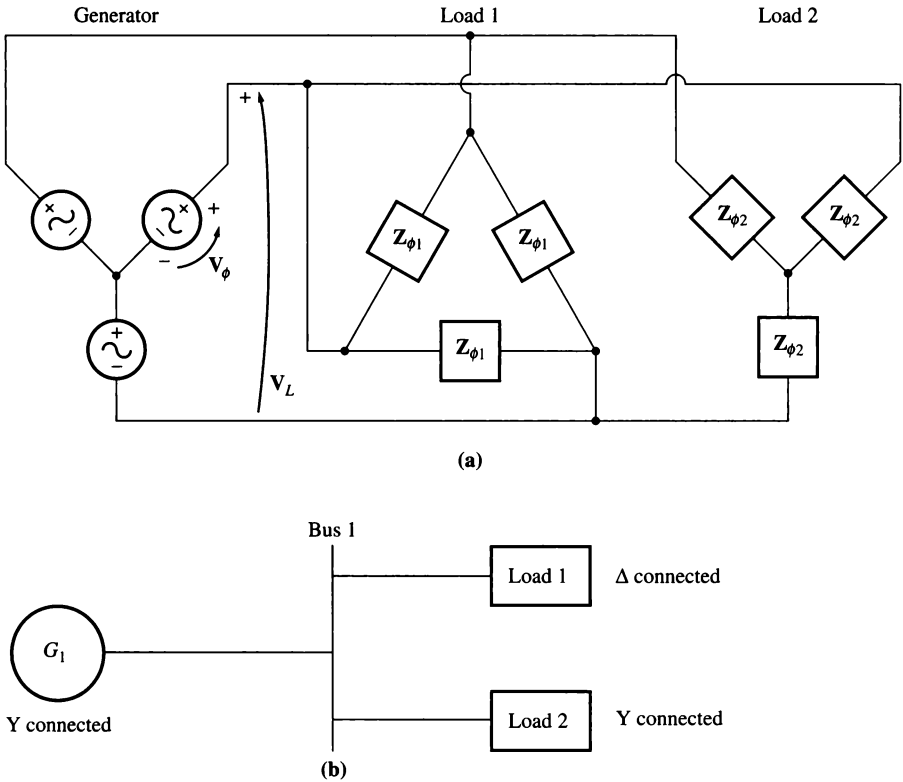 Generator
Load 1
Load 2
+
+
−
+
−
× −
− ×
+
−
V_ϕ
V_L
Z_ϕ1
Z_ϕ1
Z_ϕ1
Z_ϕ2
Z_ϕ2
Z_ϕ2
(a)
Bus 1
Load 1
Δ connected
G_1
Load 2
Y connected
Y connected
(b)